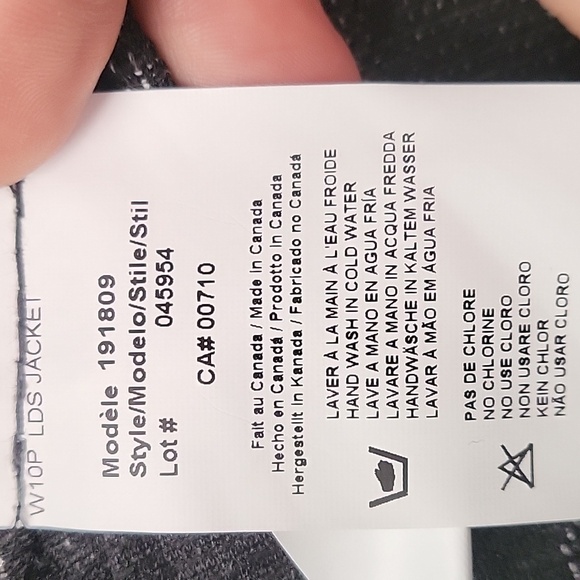 W10P LDS JACKET
Modèle 191809
Style/Modelo/Stile/Stil
Lot # 045954
CA# 00710
Fait au Canada / Made In Canada
Hecho en Canadá / Prodotto In Canada
Hergestellt In Kanada / Fabricado no Canadá
LAVER À LA MAIN À L'EAU FROIDE
HAND WASH IN COLD WATER
LAVE A MANO EN AGUA FRÍA
LAVARE A MANO IN ACQUA FREDDA
HANDWÄSCHE IN KALTEM WASSER
LAVAR À MÃO EM ÁGUA FRIA
PAS DE CHLORE
NO CHLORINE
NO USE CLORO
NON USARE CLORO
KEIN CHLOR
NÃO USAR CLORO